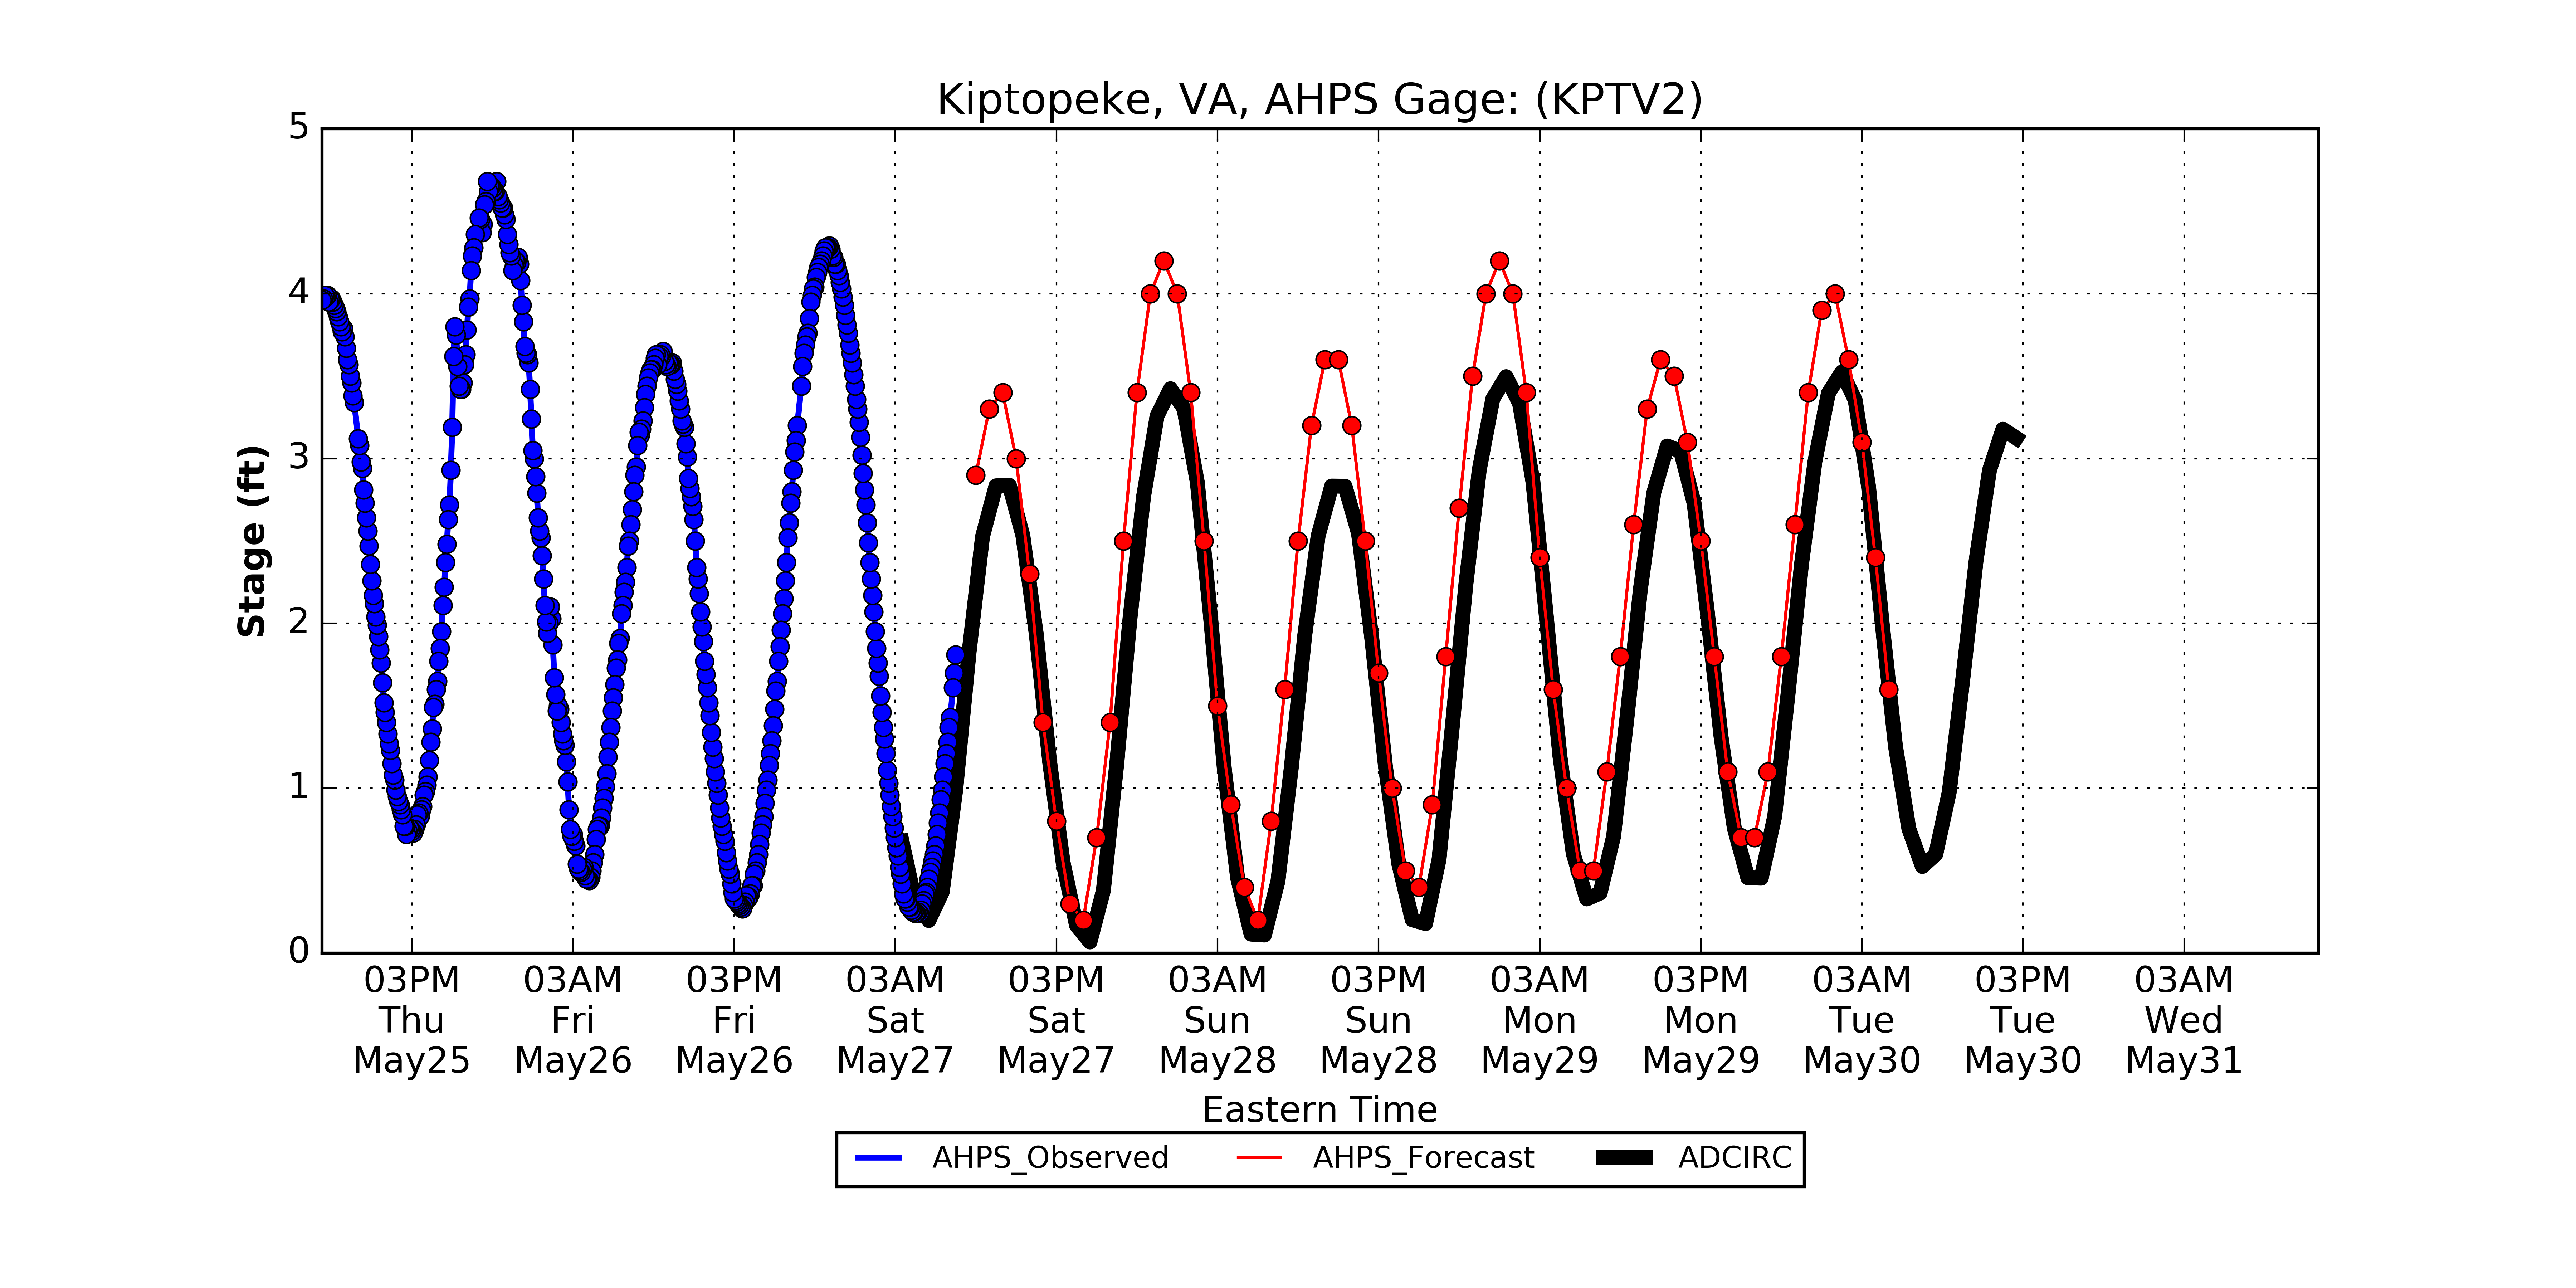 Kiptopeke, VA, AHPS Gage: (KPTV2)
5
4
3
2
1
0
Stage (ft)
03PM 03AM 03PM 03AM 03PM 03AM 03PM 03AM 03PM 03AM 03PM 03AM
Thu Fri Fri Sat Sat Sun Sun Mon Mon Tue Tue Wed
May25 May26 May26 May27 May27 May28 May28 May29 May29 May30 May30 May31
Eastern Time
AHPS_Observed AHPS_Forecast ADCIRC